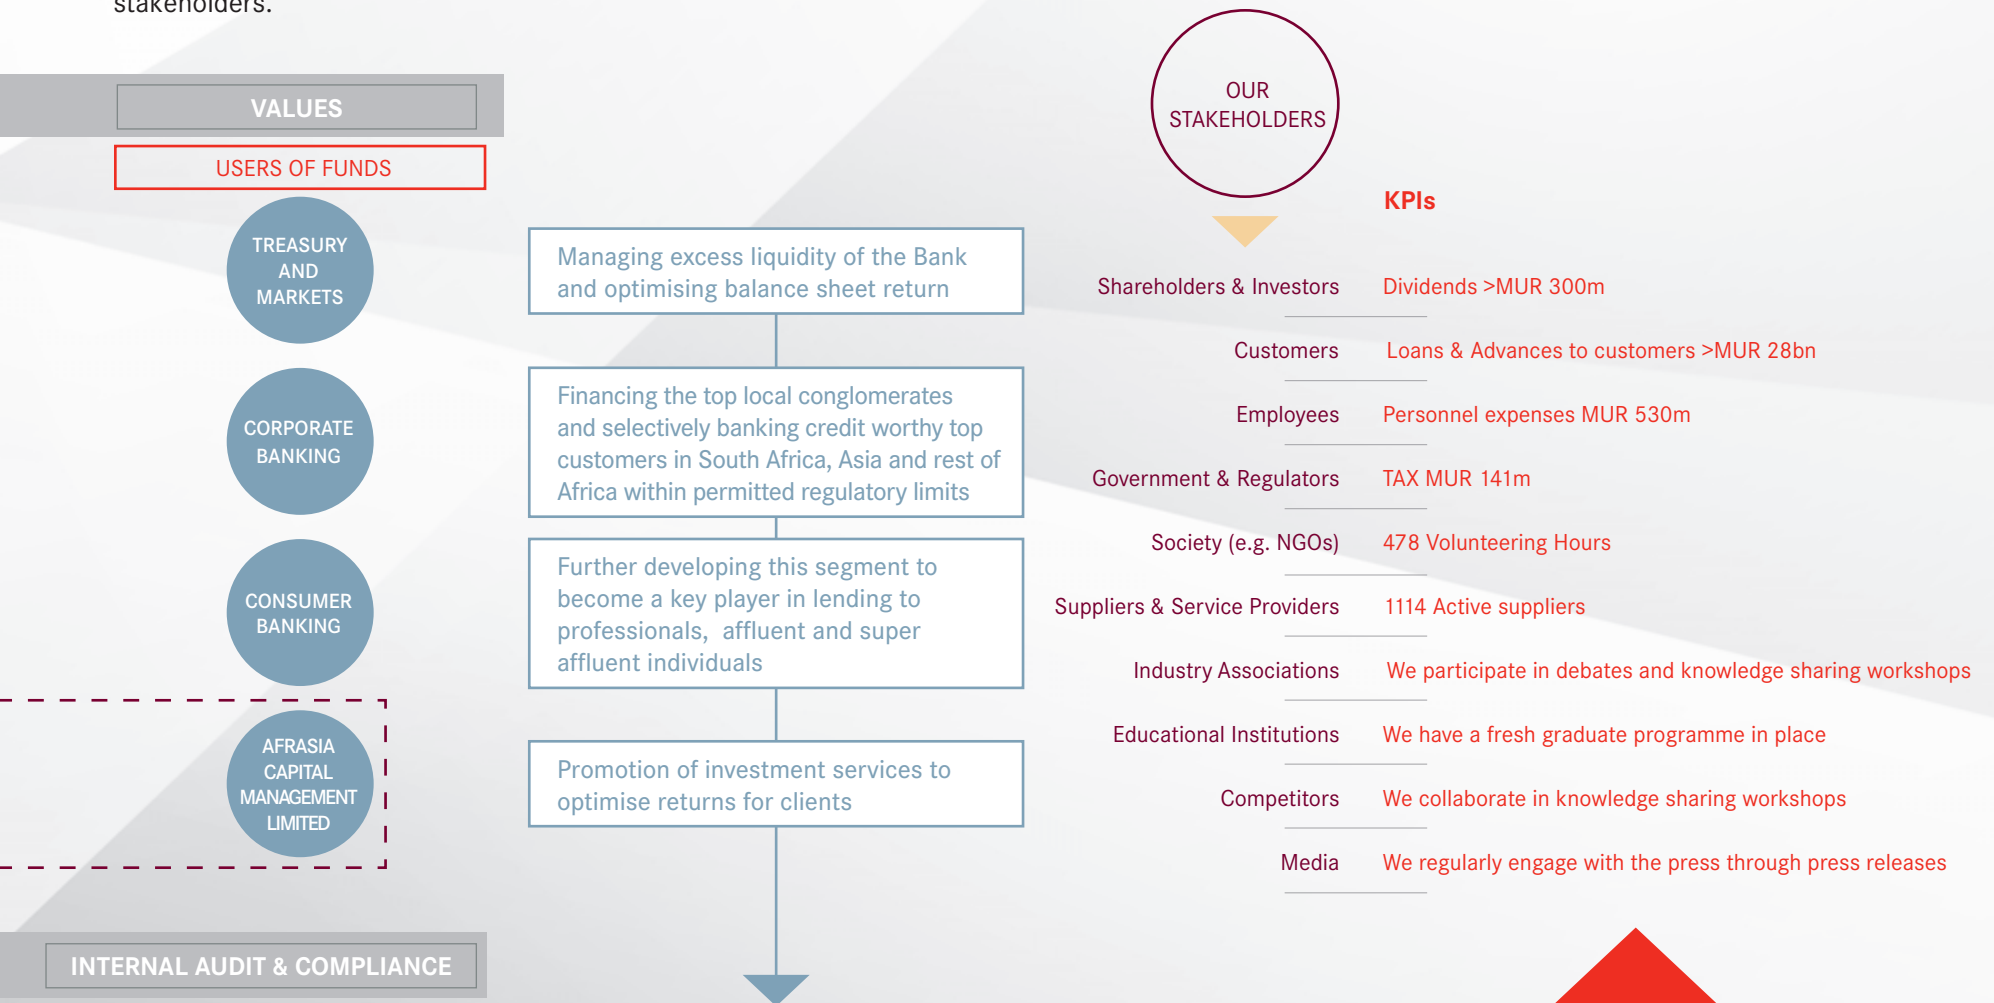 stakeholders.
VALUES
USERS OF FUNDS
TREASURY
AND
MARKETS
Managing excess liquidity of the Bank
and optimising balance sheet return
CORPORATE
BANKING
Financing the top local conglomerates
and selectively banking credit worthy top
customers in South Africa, Asia and rest of
Africa within permitted regulatory limits
CONSUMER
BANKING
Further developing this segment to
become a key player in lending to
professionals, affluent and super
affluent individuals
AFRASIA
CAPITAL
MANAGEMENT
LIMITED
Promotion of investment services to
optimise returns for clients
INTERNAL AUDIT & COMPLIANCE
OUR
STAKEHOLDERS
KPIs
Shareholders & Investors Dividends >MUR 300m
Customers Loans & Advances to customers >MUR 28bn
Employees Personnel expenses MUR 530m
Government & Regulators TAX MUR 141m
Society (e.g. NGOs) 478 Volunteering Hours
Suppliers & Service Providers 1114 Active suppliers
Industry Associations We participate in debates and knowledge sharing workshops
Educational Institutions We have a fresh graduate programme in place
Competitors We collaborate in knowledge sharing workshops
Media We regularly engage with the press through press releases